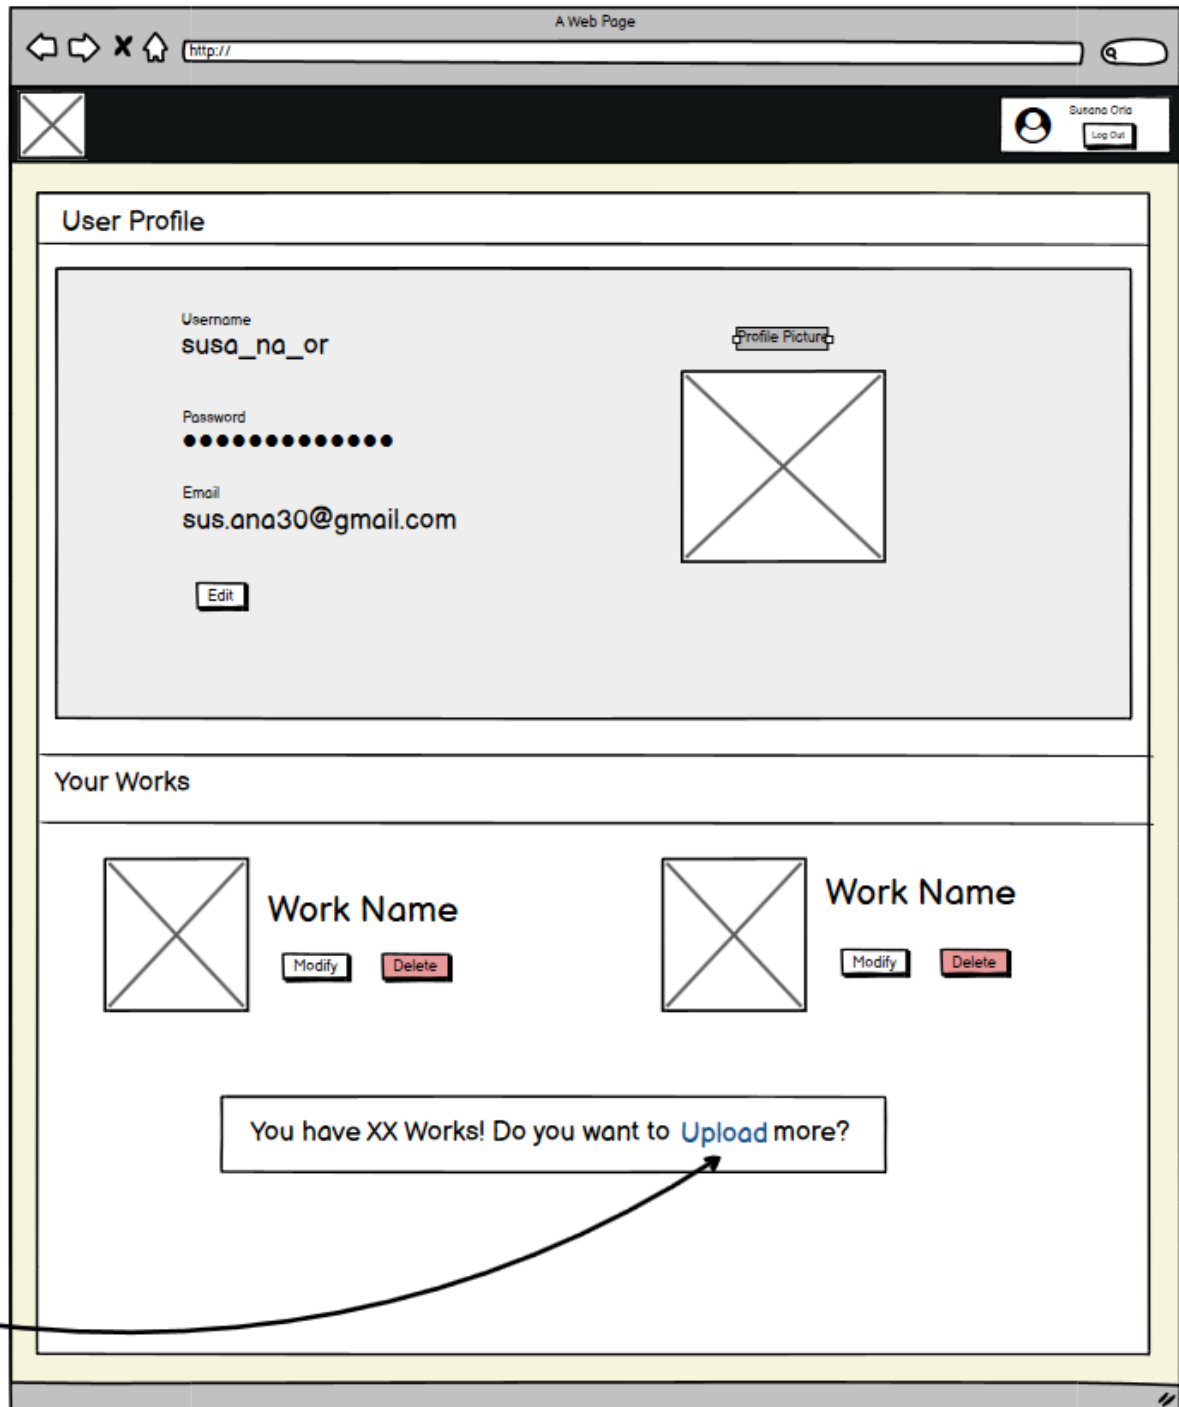 A Web Page
http://
Susana Oria
Log Out
User Profile
Username
susa_na_or
Profile Picture
Password
●●●●●●●●●●●●●
Email
sus.ana30@gmail.com
Edit
Your Works
Work Name
Modify Delete
Work Name
Modify Delete
You have XX Works! Do you want to Upload more?